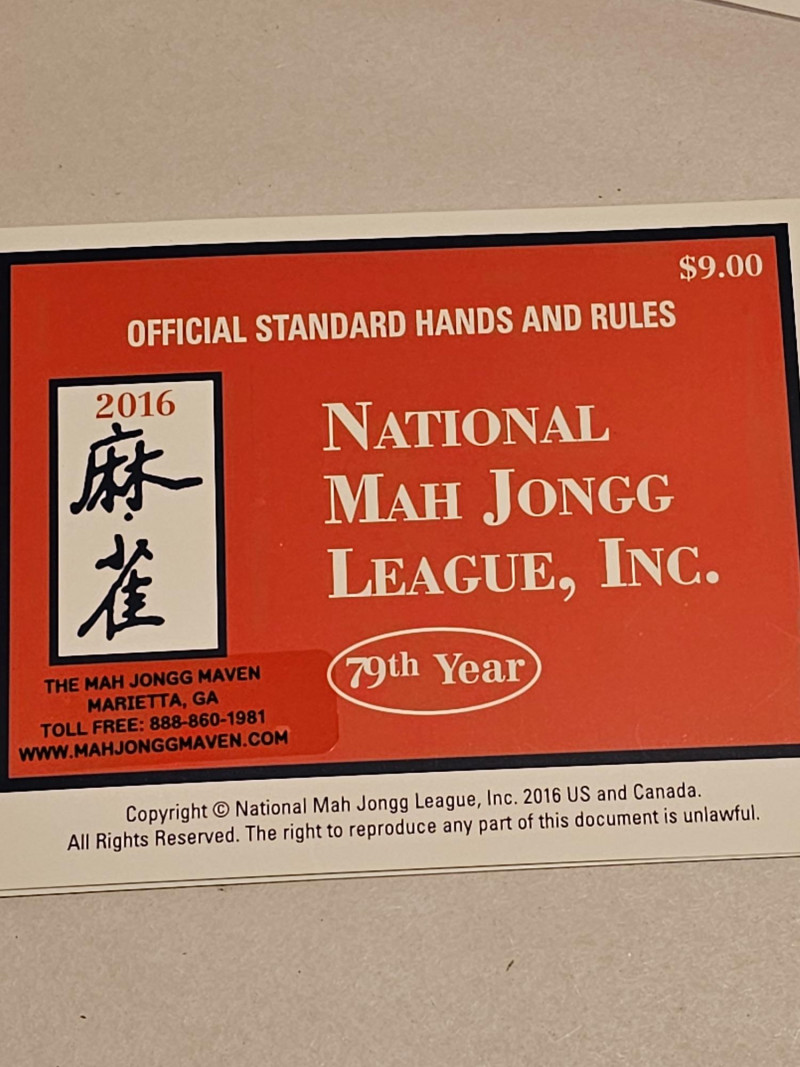 $9.00
OFFICIAL STANDARD HANDS AND RULES
2016
麻
雀
NATIONAL
MAH JONGG
LEAGUE, INC.
79th Year
THE MAH JONGG MAVEN
MARIETTA, GA
TOLL FREE: 888-860-1981
WWW.MAHJONGGMAVEN.COM
Copyright © National Mah Jongg League, Inc. 2016 US and Canada.
All Rights Reserved. The right to reproduce any part of this document is unlawful.